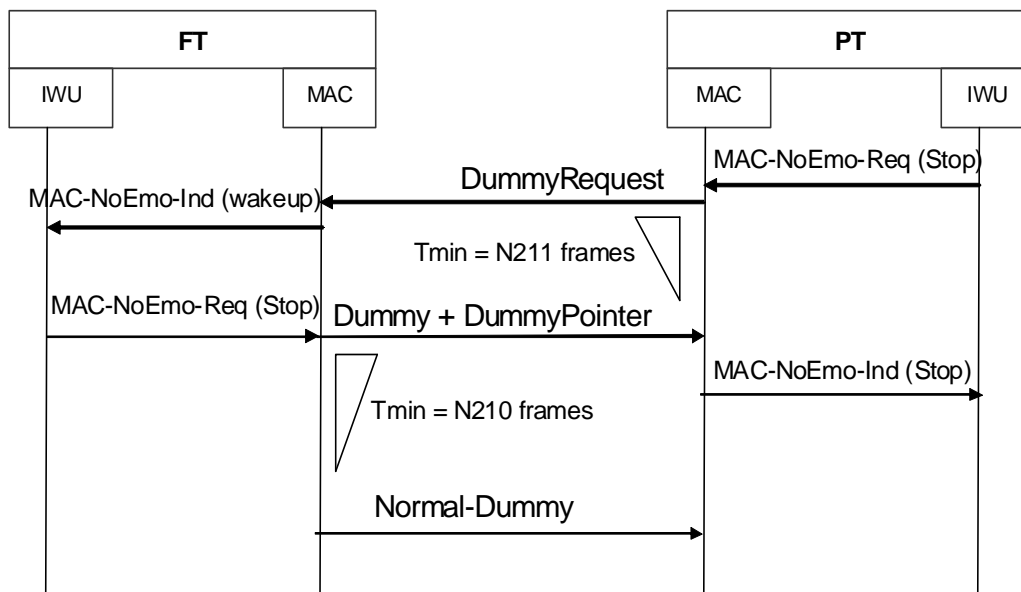 FT
PT
IWU
MAC
MAC
IWU
MAC-NoEmo-Req (Stop)
DummyRequest
MAC-NoEmo-Ind (wakeup)
Tmin = N211 frames
MAC-NoEmo-Req (Stop)
Dummy + DummyPointer
MAC-NoEmo-Ind (Stop)
Tmin = N210 frames
Normal-Dummy